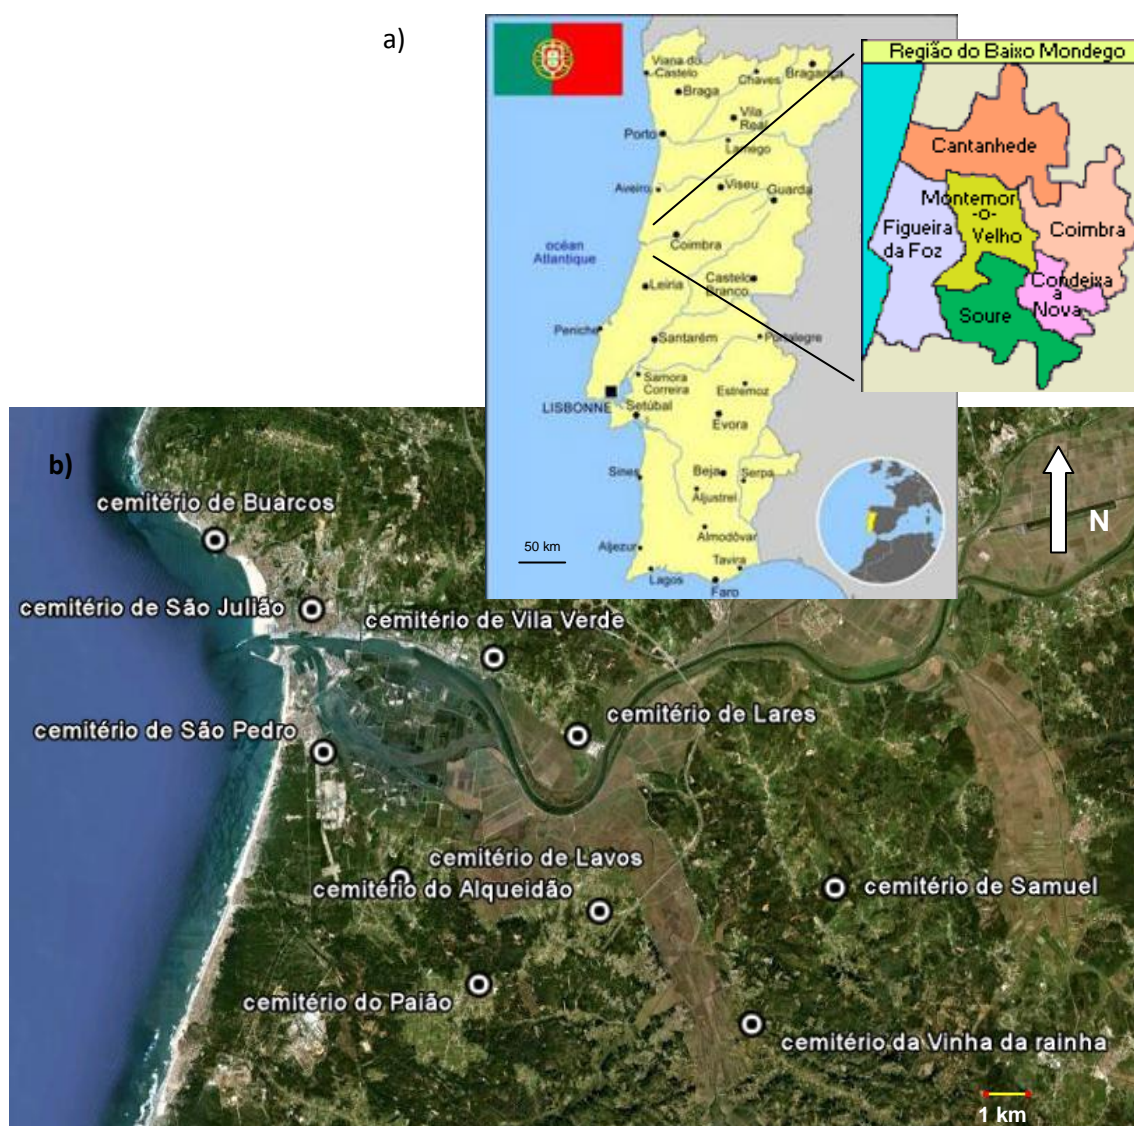 a)
Viana do
Castelo
Chaves
Bragança
Braga
Vila
Real
Porto
Lamego
Aveiro
Viseu
Guarda
océan
Atlantique
Coimbra
Castelo
Branco
Leiria
Peniche
Santarém
Portalegre
Samora
Correira
Estremoz
LISBONNE
Setúbal
Evora
Sines
Beja
Serpa
Aljustrel
Almodôvar
Aljezur
Tavira
Lagos
Faro
50 km
Região do Baixo Mondego
Cantanhede
Montemor
-o-
Velho
Figueira
da Foz
Coimbra
Condeixa
a
Nova
Soure
b)
N
cemitério de Buarcos
cemitério de São Julião
cemitério de Vila Verde
cemitério de São Pedro
cemitério de Lares
cemitério de Lavos
cemitério do Alqueidão
cemitério de Samuel
cemitério do Paião
cemitério da Vinha da rainha
1 km